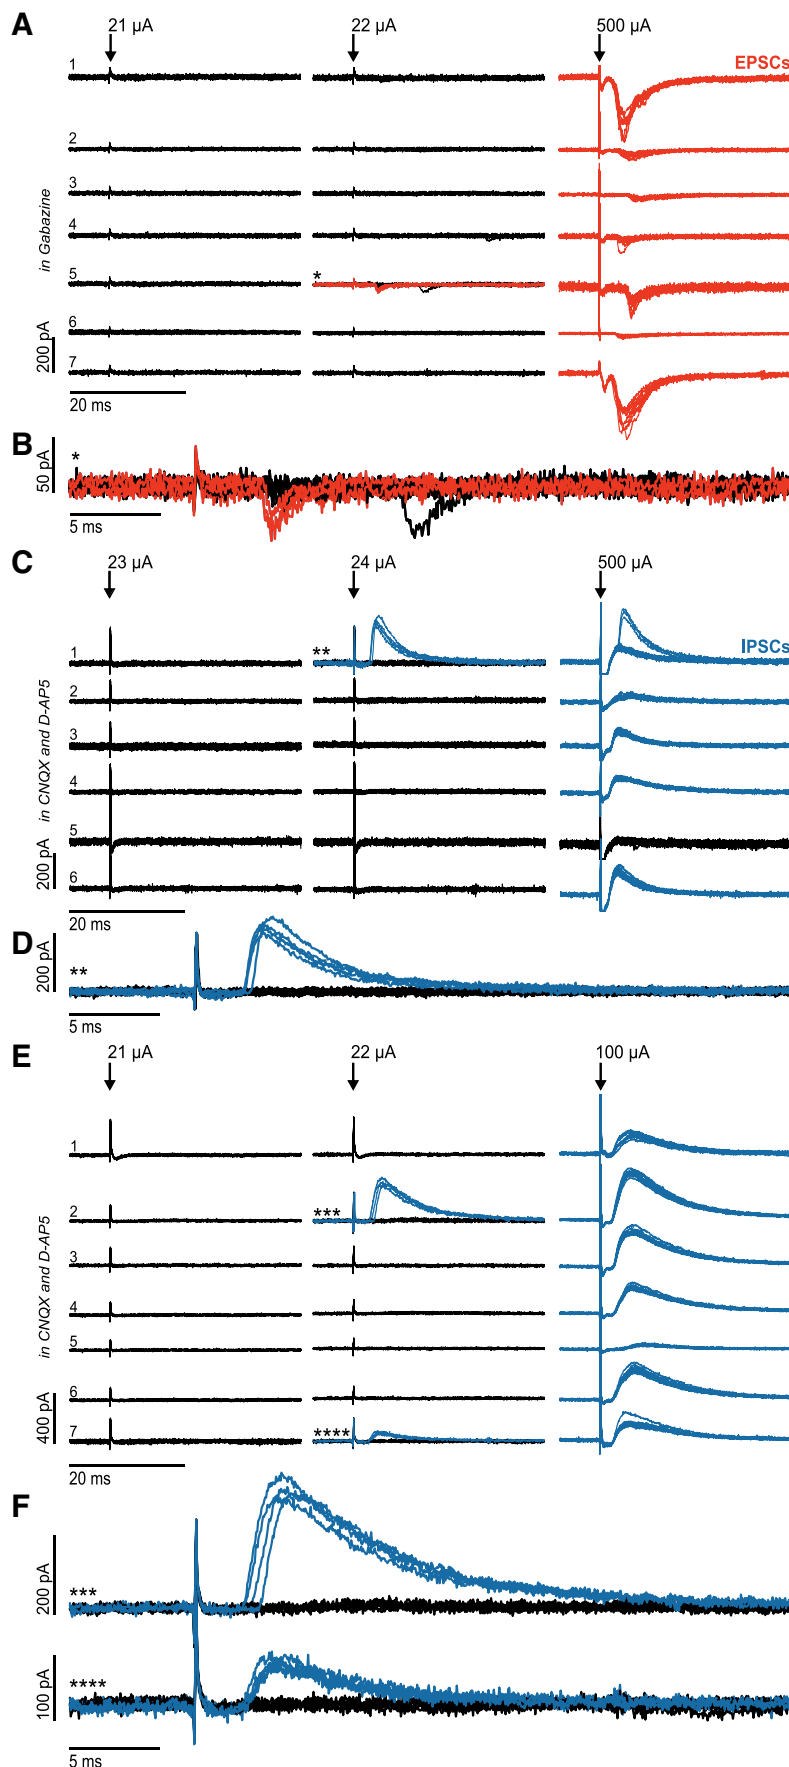 A
21 µA
22 µA
500 µA
EPSCs
in Gabazine
1
2
3
4
5
*
6
7
200 pA
20 ms
B
50 pA
*
5 ms
C
23 µA
24 µA
500 µA
IPSCs
in CNQX and D-AP5
1
**
2
3
4
5
6
200 pA
20 ms
D
200 pA
**
5 ms
E
21 µA
22 µA
100 µA
in CNQX and D-AP5
1
2
***
3
4
5
6
7
****
400 pA
20 ms
F
200 pA
***
100 pA
****
5 ms